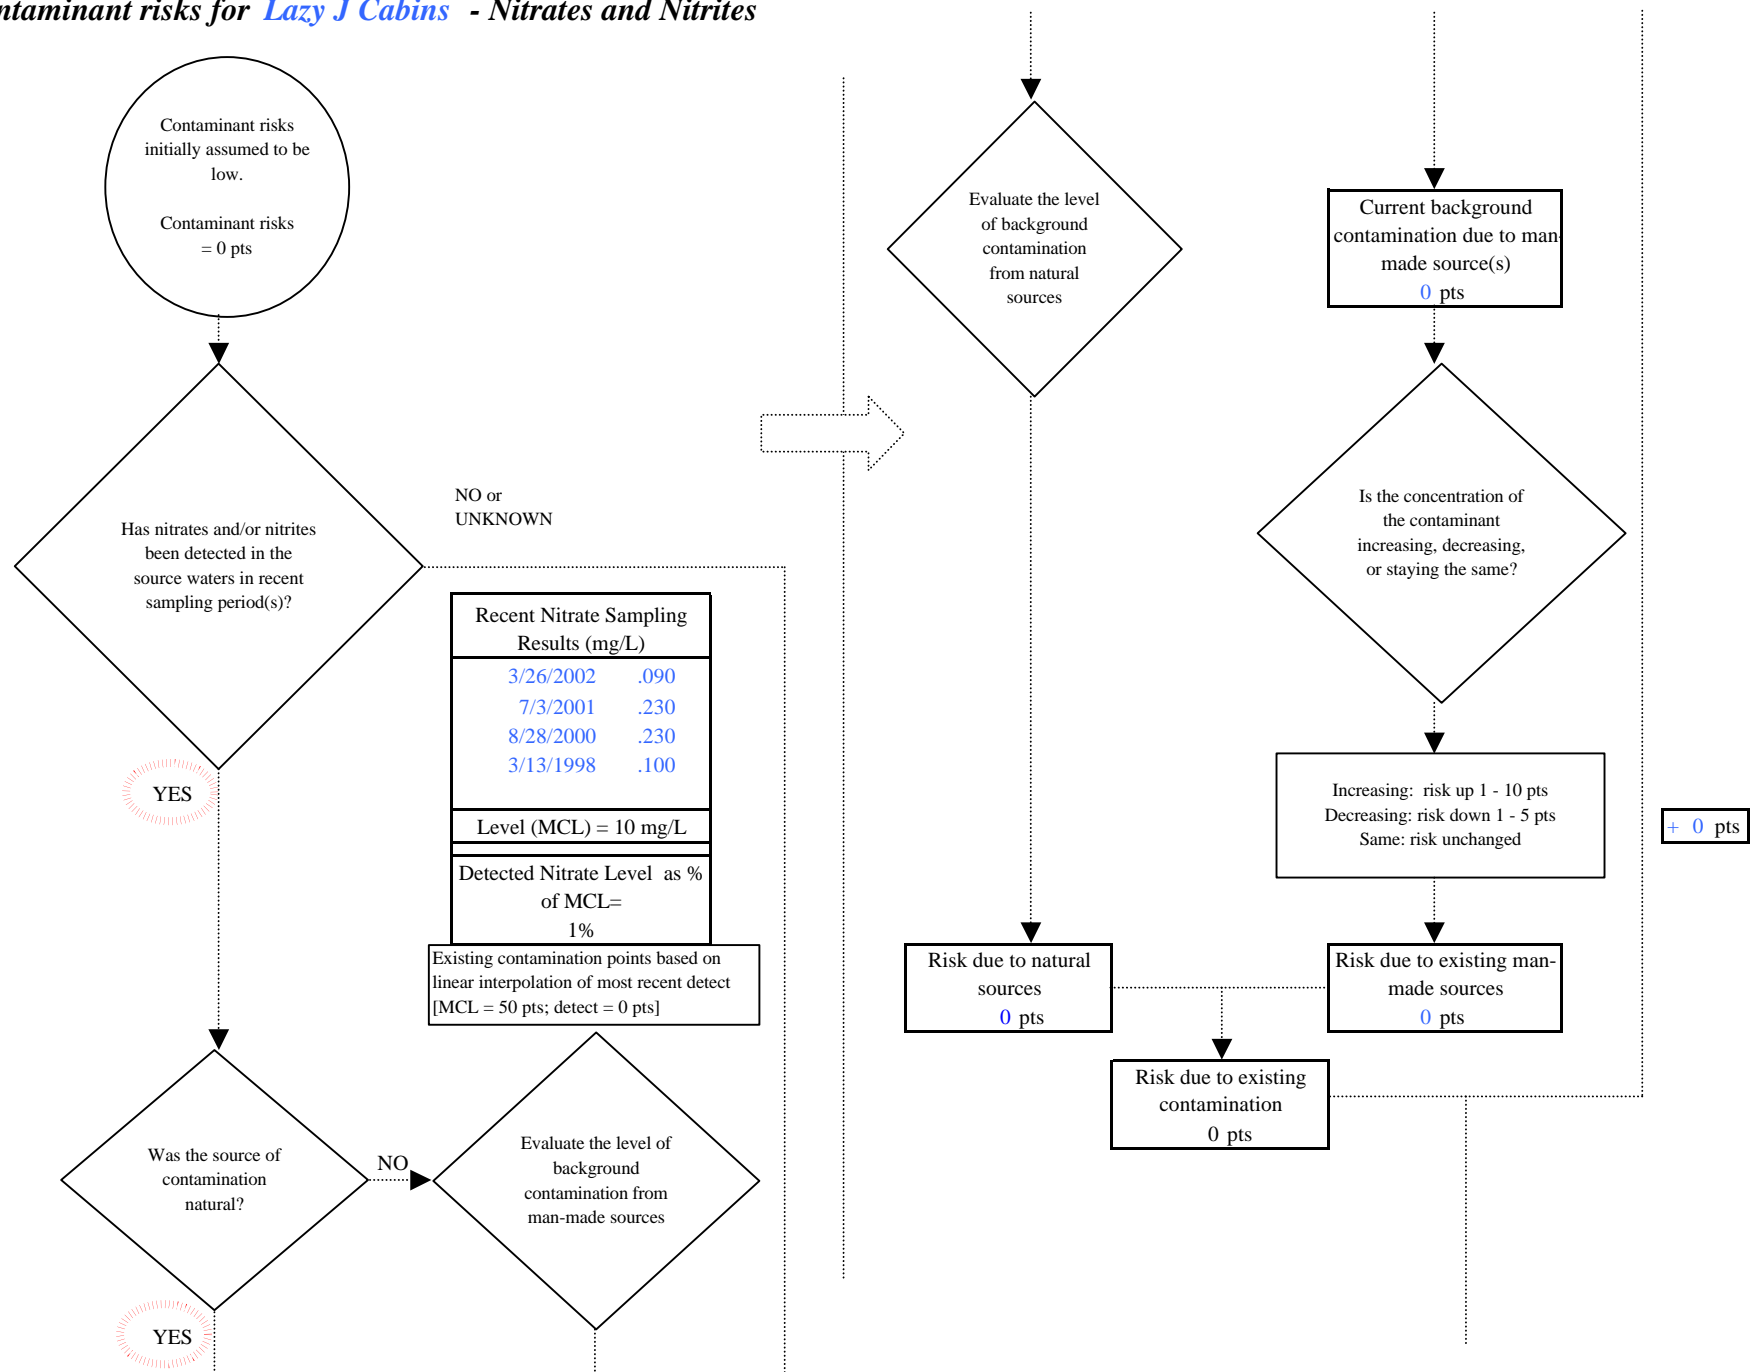 ntaminant risks for Lazy J Cabins - Nitrates and Nitrites
Contaminant risks
initially assumed to be
low.
Contaminant risks
= 0 pts
Has nitrates and/or nitrites
been detected in the
source waters in recent
sampling period(s)?
NO or
UNKNOWN
YES
Recent Nitrate Sampling
Results (mg/L)
3/26/2002 .090
7/3/2001 .230
8/28/2000 .230
3/13/1998 .100
Level (MCL) = 10 mg/L
Detected Nitrate Level as %
of MCL=
1%
Existing contamination points based on
linear interpolation of most recent detect
[MCL = 50 pts; detect = 0 pts]
Was the source of
contamination
natural?
NO
YES
Evaluate the level of
background
contamination from
man-made sources
Evaluate the level
of background
contamination
from natural
sources
Current background
contamination due to man-
made source(s)
0 pts
Is the concentration of
the contaminant
increasing, decreasing,
or staying the same?
Increasing: risk up 1 - 10 pts
Decreasing: risk down 1 - 5 pts
Same: risk unchanged
+ 0 pts
Risk due to natural
sources
0 pts
Risk due to existing man-
made sources
0 pts
Risk due to existing
contamination
0 pts